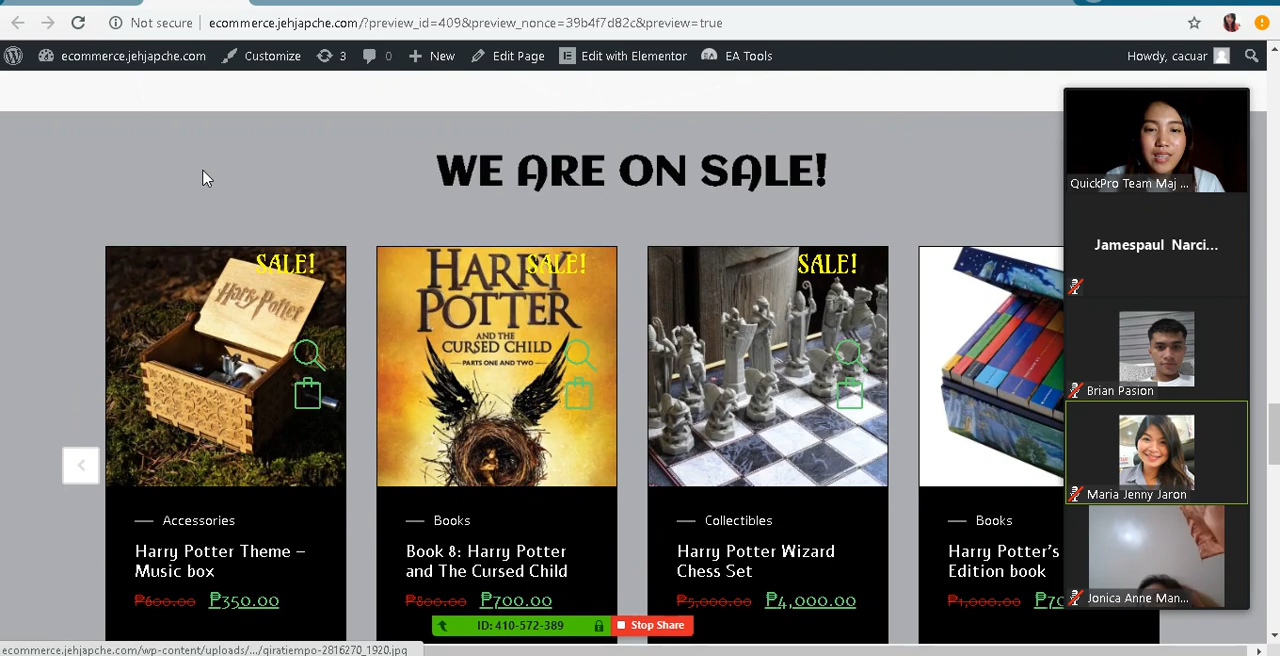 Not secure | ecommerce.jehjapche.com/?preview_id=409&preview_nonce=39b4f7d82c&preview=true
ecommerce.jehjapche.com Customize 3 0 New Edit Page Edit with Elementor EA Tools Howdy, cacuar
WE ARE ON SALE!
QuickPro Team Maj ...
Jamespaul Narci...
Brian Pasion
Maria Jenny Jaron
Jonica Anne Man...
SALE!
Harry Potter
— Accessories
Harry Potter Theme –
Music box
₱600.00 ₱350.00
SALE!
HARRY
POTTER
AND THE
CURSED CHILD
- PARTS ONE AND TWO -
— Books
Book 8: Harry Potter
and The Cursed Child
₱800.00 ₱700.00
SALE!
— Collectibles
Harry Potter Wizard
Chess Set
₱5,000.00 ₱4,000.00
— Books
Harry Potter's
Edition book
₱1,000.00 ₱70
ID: 410-572-389 Stop Share
ecommerce.jehjapche.com/wp-content/uploads/.../qiratiempo-2816270_1920.jpg